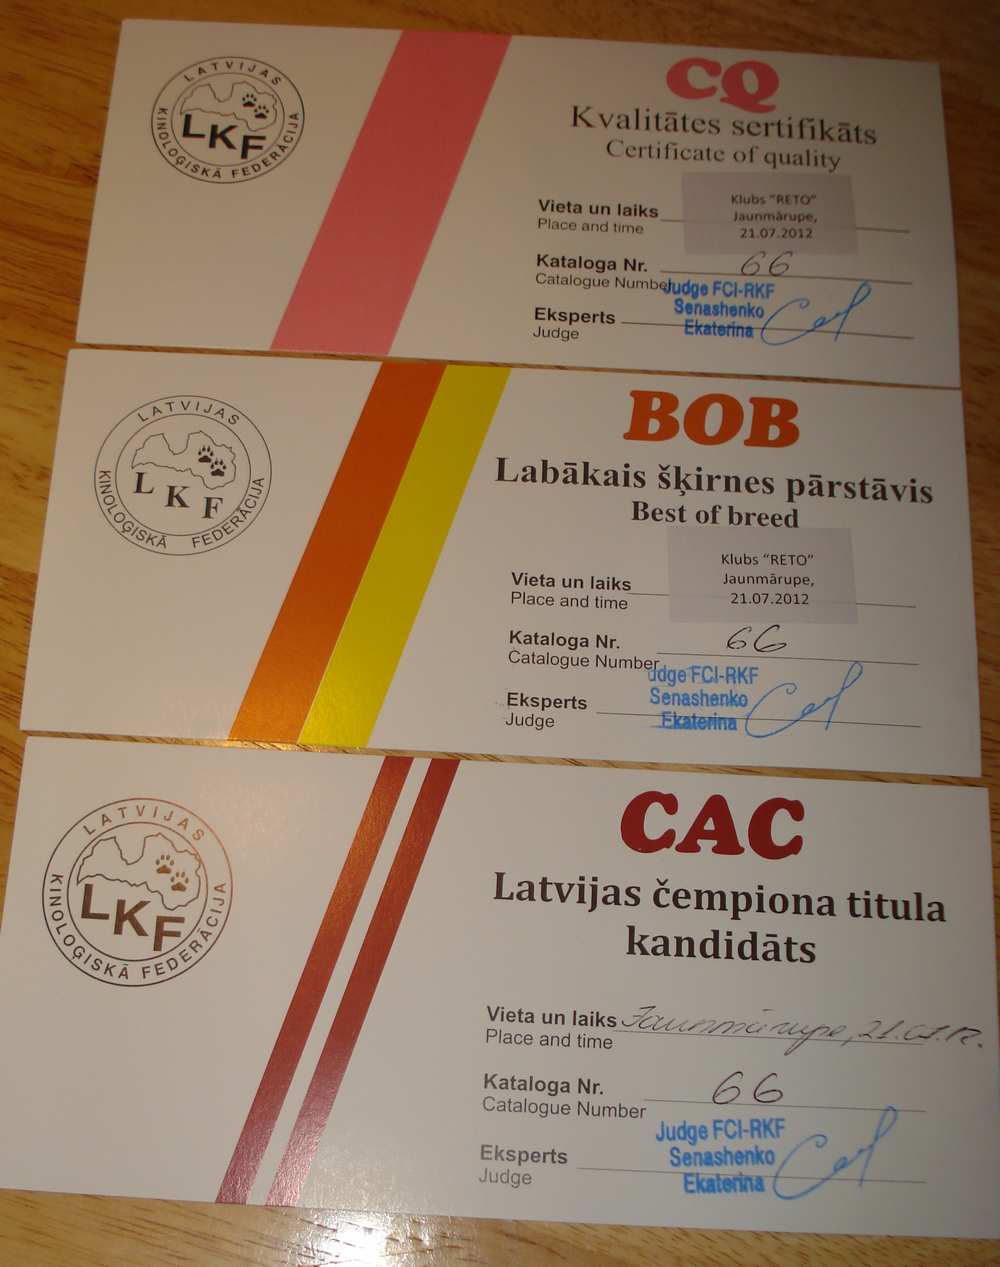 LATVIJAS
KINOLOĢISKĀ FEDERĀCIJA
LKF
CQ
Kvalitātes sertifikāts
Certificate of quality
Vieta un laiks
Place and time
Klubs “RETO”
Jaunmārupe,
21.07.2012
Kataloga Nr. 66
Catalogue Number
Eksperts
Judge
Judge FCI-RKF
Senashenko
Ekaterina
LATVIJAS
KINOLOĢISKĀ FEDERĀCIJA
LKF
BOB
Labākais šķirnes pārstāvis
Best of breed
Vieta un laiks
Place and time
Klubs “RETO”
Jaunmārupe,
21.07.2012
Kataloga Nr. 66
Catalogue Number
Eksperts
Judge
Judge FCI-RKF
Senashenko
Ekaterina
LATVIJAS
KINOLOĢISKĀ FEDERĀCIJA
LKF
CAC
Latvijas čempiona titula
kandidāts
Vieta un laiks Jaunmārupe, 21.07.12.
Place and time
Kataloga Nr. 66
Catalogue Number
Eksperts
Judge
Judge FCI-RKF
Senashenko
Ekaterina